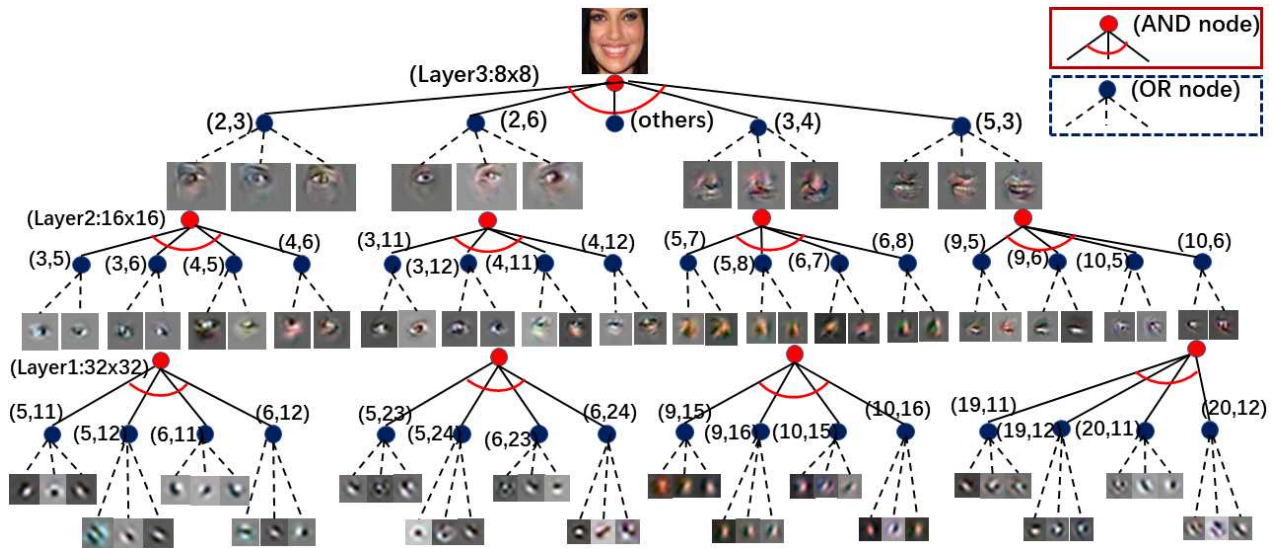 (AND node)
(OR node)
(Layer3:8x8)
(2,3) (2,6) (others) (3,4) (5,3)
(Layer2:16x16)
(3,5) (3,6) (4,5) (4,6) (3,11) (3,12) (4,11) (4,12) (5,7) (5,8) (6,7) (6,8) (9,5) (9,6) (10,5) (10,6)
(Layer1:32x32)
(5,11) (5,12) (6,11) (6,12) (5,23) (5,24) (6,23) (6,24) (9,15) (9,16) (10,15) (10,16) (19,11) (19,12) (20,11) (20,12)